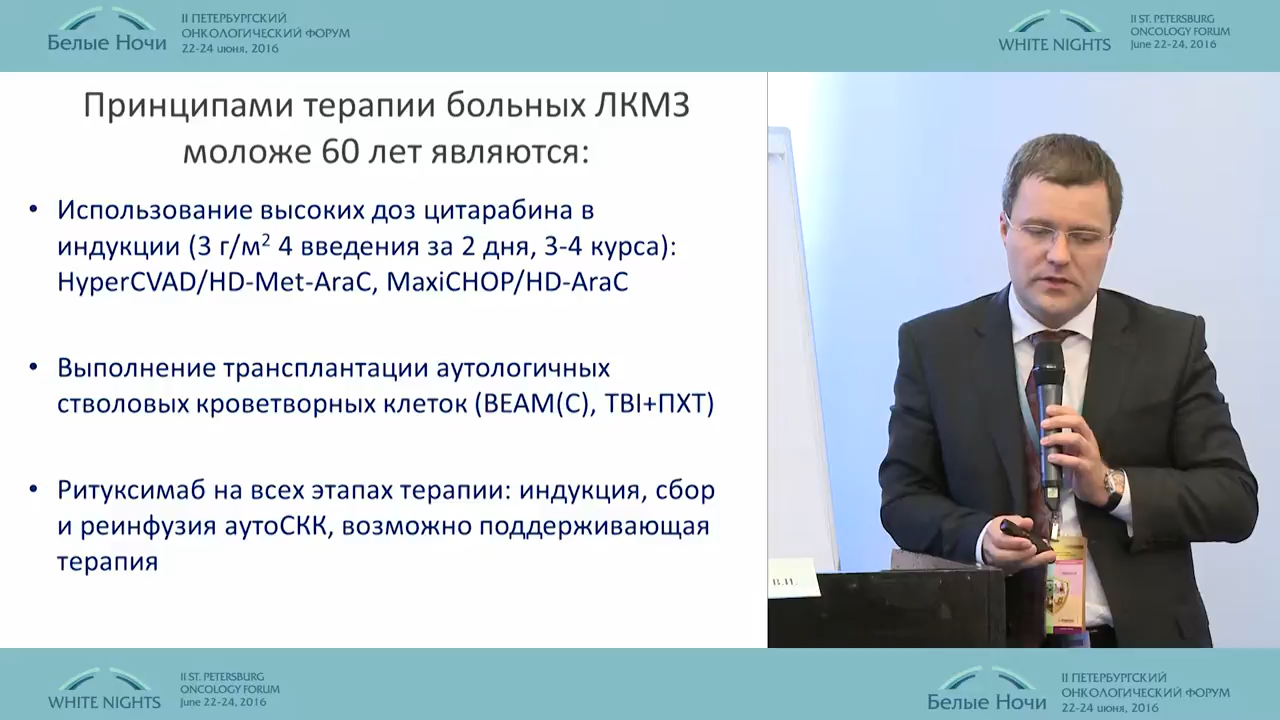 Белые Ночи
II ПЕТЕРБУРГСКИЙ
ОНКОЛОГИЧЕСКИЙ ФОРУМ
22-24 июня, 2016
WHITE NIGHTS
II ST. PETERSBURG
ONCOLOGY FORUM
June 22-24, 2016
Принципами терапии больных ЛКМЗ
моложе 60 лет являются:
• Использование высоких доз цитарабина в
индукции (3 г/м² 4 введения за 2 дня, 3-4 курса):
HyperCVAD/HD-Met-AraC, MaxiCHOP/HD-AraC
• Выполнение трансплантации аутологичных
стволовых кроветворных клеток (BEAM(C), TBI+ПХТ)
• Ритуксимаб на всех этапах терапии: индукция, сбор
и реинфузия аутоСКК, возможно поддерживающая
терапия
В.И.
WHITE NIGHTS
II ST. PETERSBURG
ONCOLOGY FORUM
June 22-24, 2016
Белые Ночи
II ПЕТЕРБУРГСКИЙ
ОНКОЛОГИЧЕСКИЙ ФОРУМ
22-24 июня, 2016